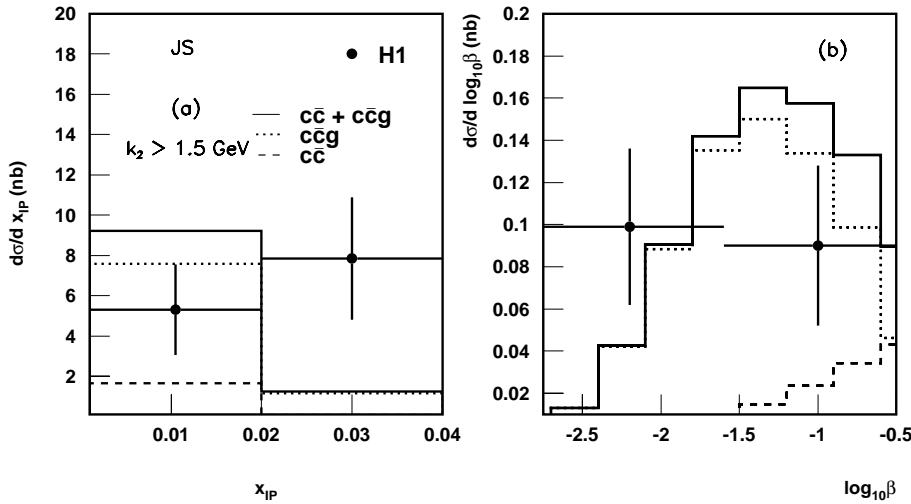 dσ/d x_IP (nb)
20
18
16
14
12
10
8
6
4
2
JS
H1
(a)
cc̄ + cc̄g
cc̄g
k₂ > 1.5 GeV
cc̄
0.01
0.02
0.03
0.04
x_IP
dσ/d log₁₀β (nb)
0.2
0.18
0.16
0.14
0.12
0.1
0.08
0.06
0.04
0.02
(b)
-2.5
-2
-1.5
-1
-0.5
log₁₀β